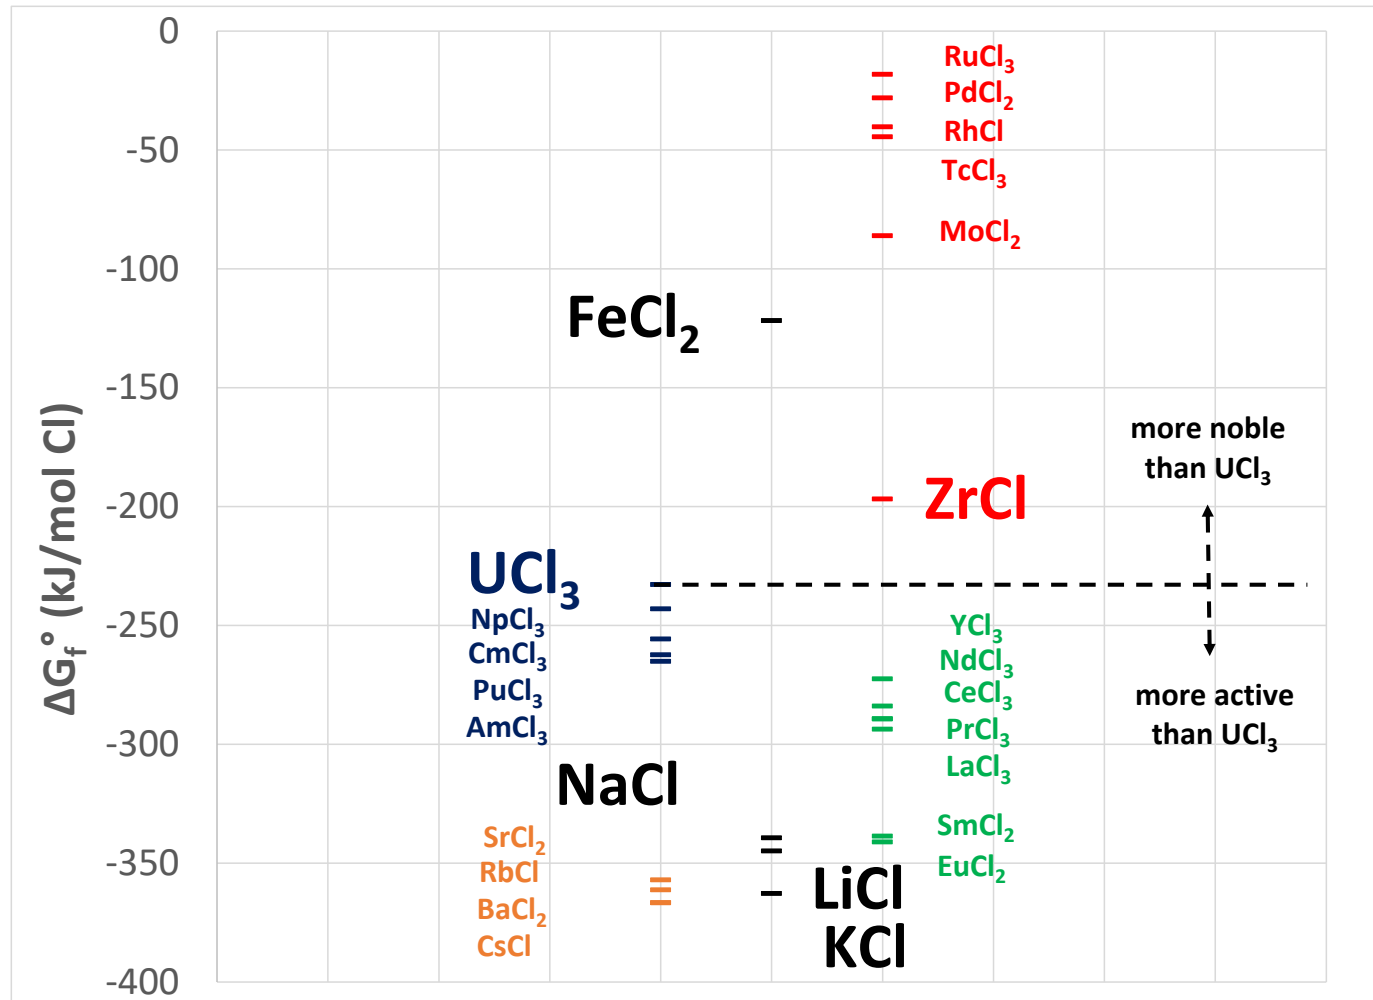 0
-50
-100
-150
-200
-250
-300
-350
-400
ΔG_f° (kJ/mol Cl)
RuCl₃
PdCl₂
RhCl
TcCl₃
MoCl₂
FeCl₂
more noble
than UCl₃
ZrCl
UCl₃
NpCl₃
CmCl₃
PuCl₃
AmCl₃
YCl₃
NdCl₃
CeCl₃
PrCl₃
LaCl₃
more active
than UCl₃
NaCl
SrCl₂
RbCl
BaCl₂
CsCl
SmCl₂
EuCl₂
LiCl
KCl